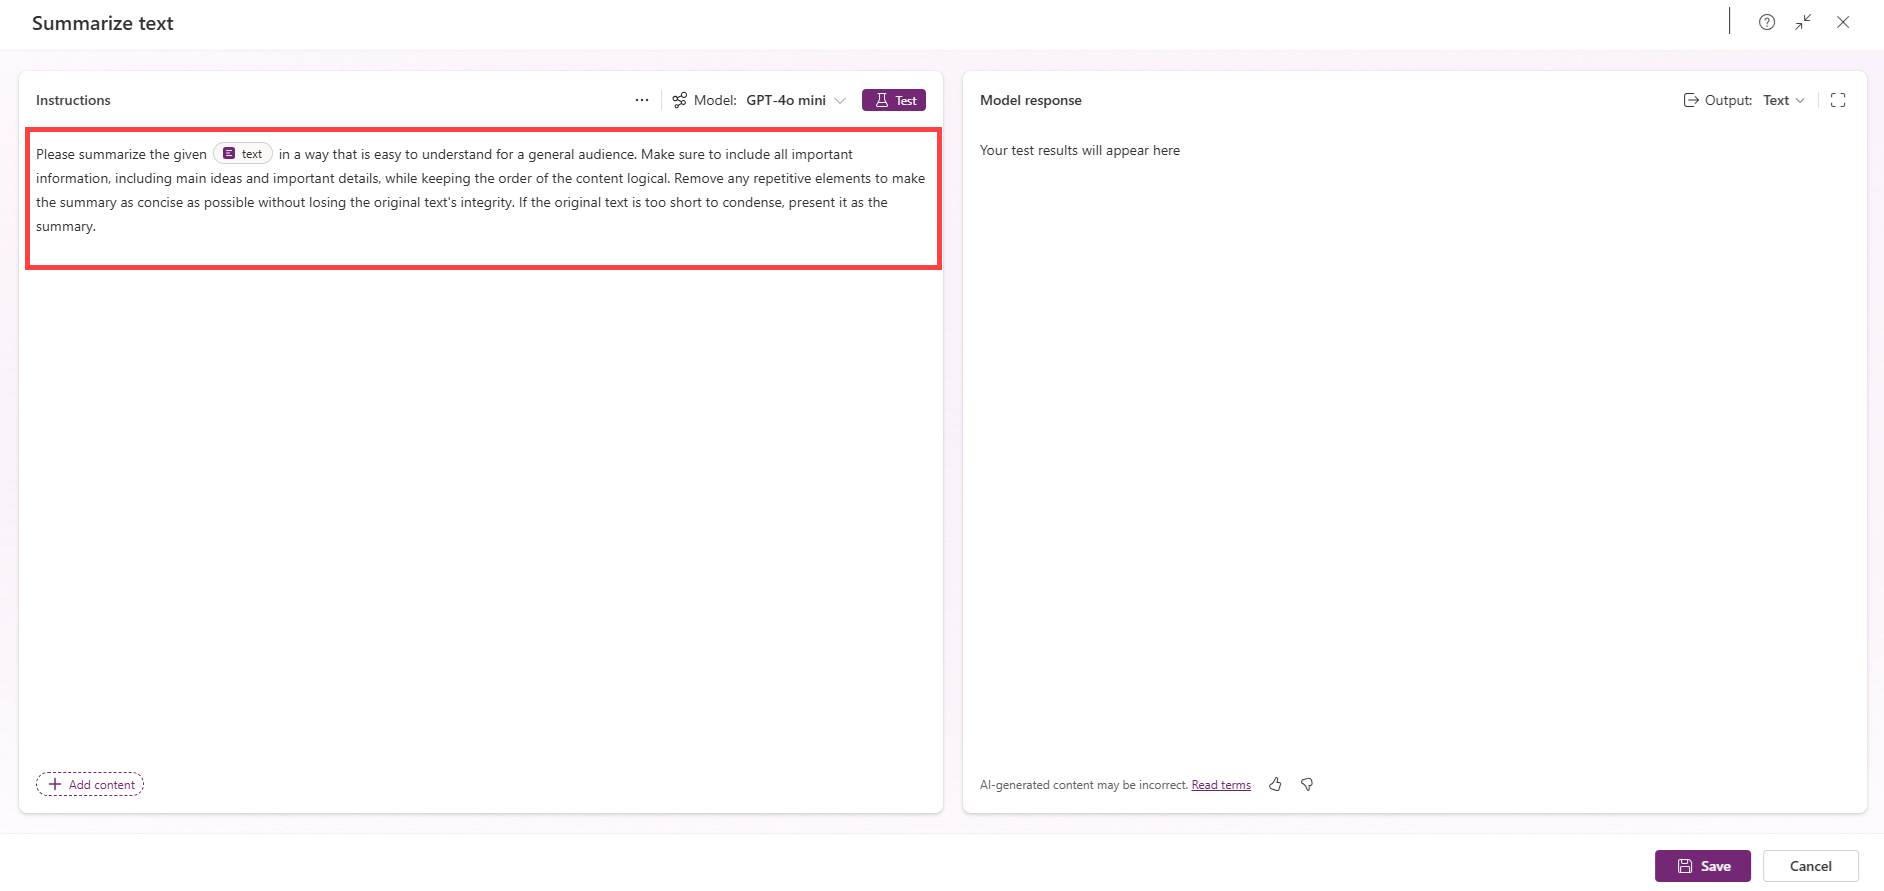 Summarize text
Instructions
Model: GPT-4o mini
Test
Please summarize the given text in a way that is easy to understand for a general audience. Make sure to include all important
information, including main ideas and important details, while keeping the order of the content logical. Remove any repetitive elements to make
the summary as concise as possible without losing the original text's integrity. If the original text is too short to condense, present it as the
summary.
Add content
Model response
Output: Text
Your test results will appear here
AI-generated content may be incorrect. Read terms
Save
Cancel